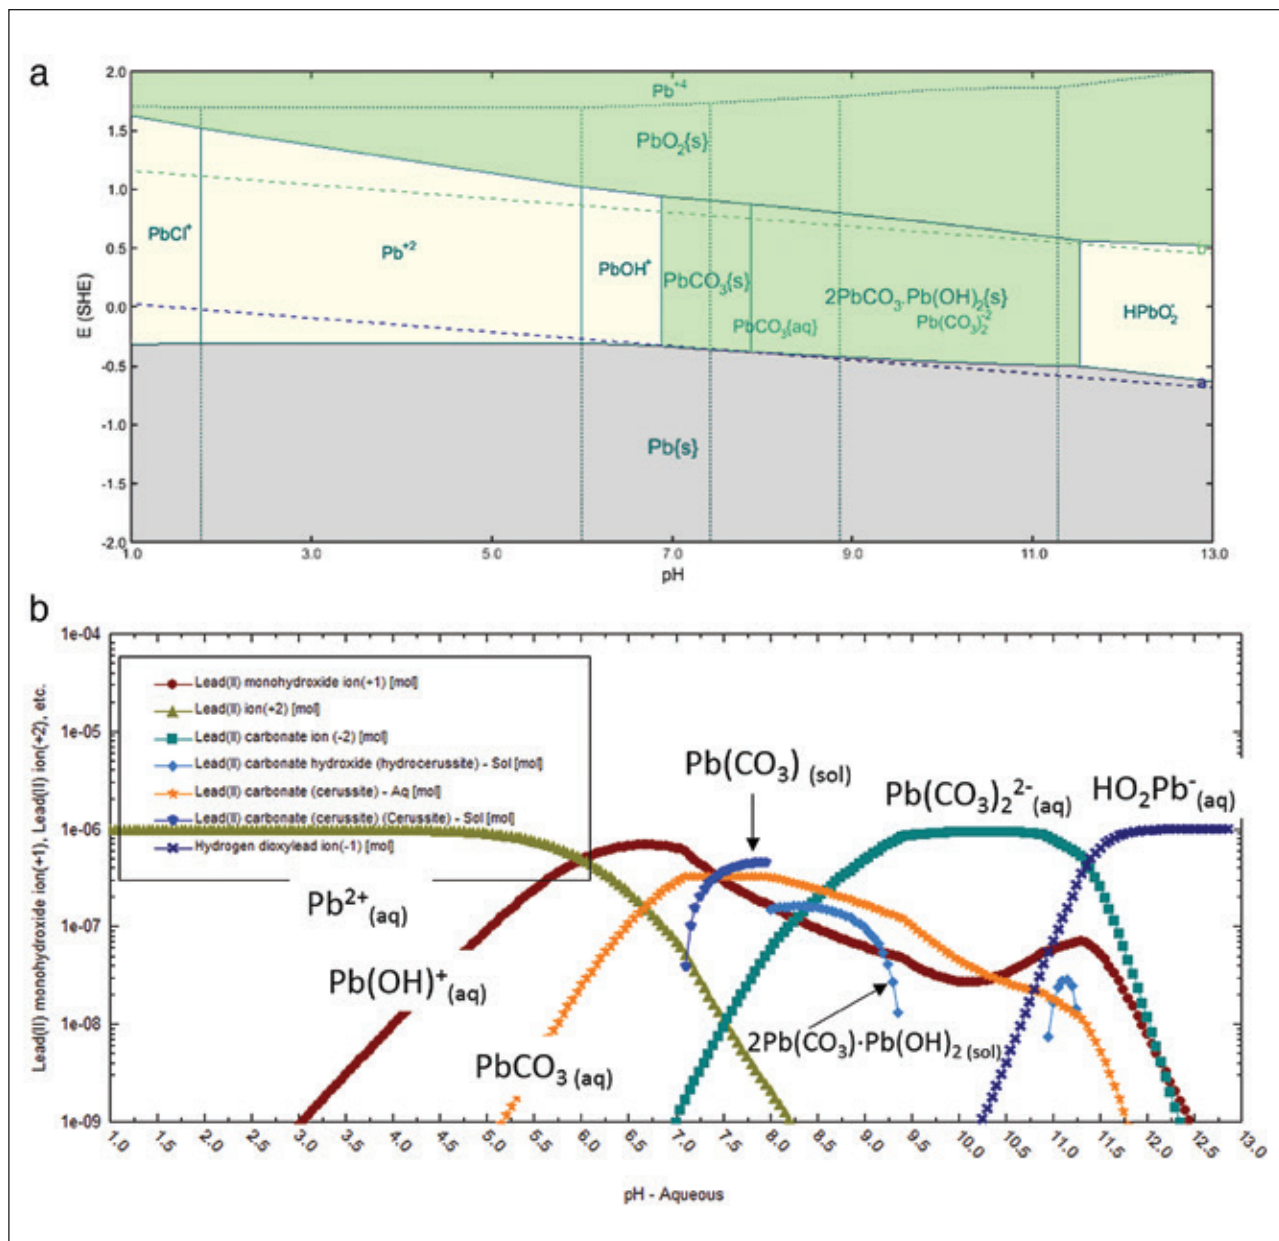 a
2.0
1.5
1.0
0.5
0.0
-0.5
-1.0
-1.5
-2.0
E (SHE)
Pb+4
PbO2{s}
PbCl+
Pb+2
PbOH+
PbCO3{s}
PbCO3{aq}
2PbCO3.Pb(OH)2{s}
Pb(CO3)2-2
HPbO2-
b
a
Pb{s}
1.0 3.0 5.0 7.0 9.0 11.0 13.0
pH
b
1e-04
1e-05
1e-06
1e-07
1e-08
1e-09
Lead(II) monohydroxide ion(+1), Lead(II) ion(+2), etc.
Lead(II) monohydroxide ion(+1) [mol]
Lead(II) ion(+2) [mol]
Lead(II) carbonate ion (-2) [mol]
Lead(II) carbonate hydroxide (hydrocerussite) - Sol [mol]
Lead(II) carbonate (cerussite) - Aq [mol]
Lead(II) carbonate (cerussite) (Cerussite) - Sol [mol]
Hydrogen dioxylead ion(-1) [mol]
Pb(CO3) (sol)
Pb(CO3)2 2-(aq)
HO2Pb-(aq)
Pb2+(aq)
Pb(OH)+(aq)
PbCO3 (aq)
2Pb(CO3)·Pb(OH)2 (sol)
1.0 1.5 2.0 2.5 3.0 3.5 4.0 4.5 5.0 5.5 6.0 6.5 7.0 7.5 8.0 8.5 9.0 9.5 10.0 10.5 11.0 11.5 12.0 12.5 13.0
pH - Aqueous